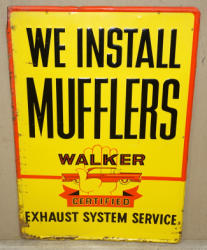 WE INSTALL
MUFFLERS
WALKER
CERTIFIED
EXHAUST SYSTEM SERVICE